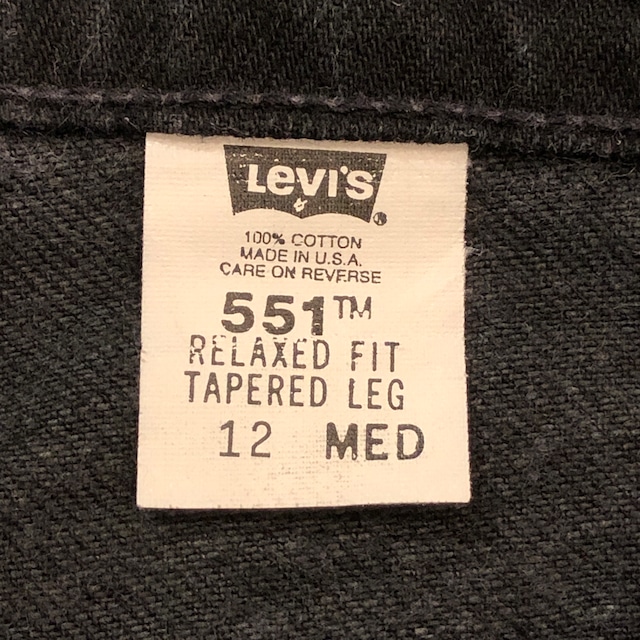 LEVI'S ®
100% COTTON
MADE IN U.S.A.
CARE ON REVERSE
551™
RELAXED FIT
TAPERED LEG
12 MED